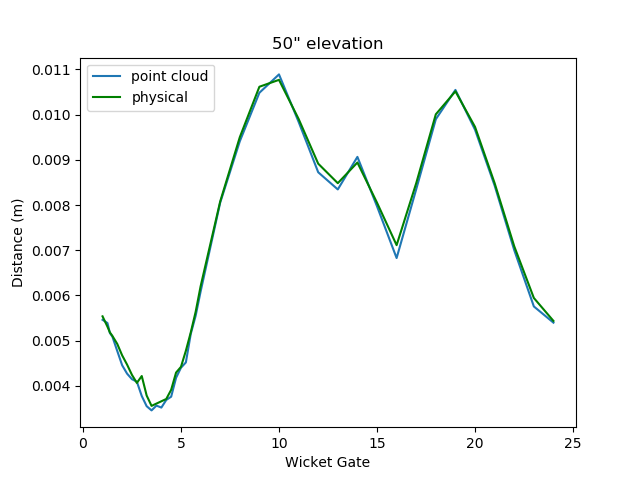 50" elevation
point cloud
physical
0.011
0.010
0.009
0.008
0.007
0.006
0.005
0.004
Distance (m)
0
5
10
15
20
25
Wicket Gate